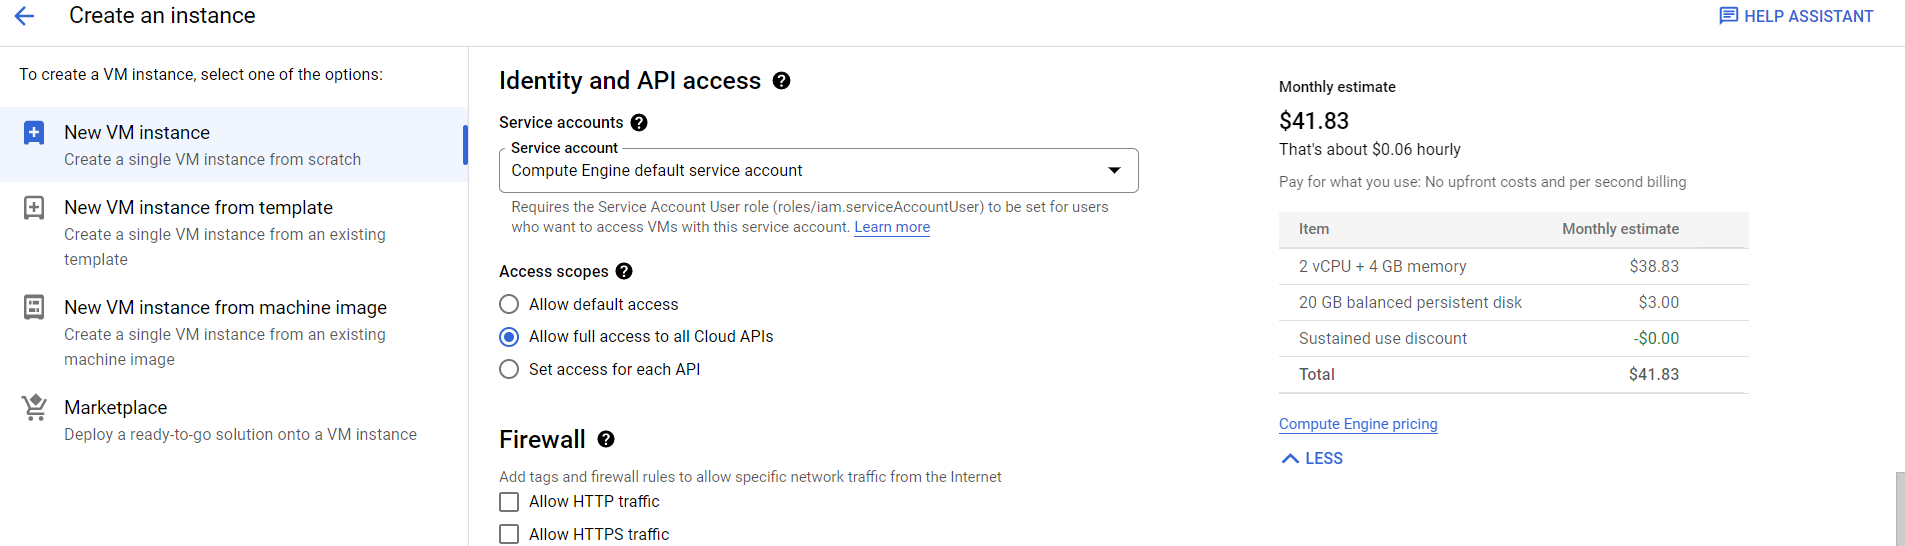 Create an instance
HELP ASSISTANT
To create a VM instance, select one of the options:
New VM instance
Create a single VM instance from scratch
New VM instance from template
Create a single VM instance from an existing
template
New VM instance from machine image
Create a single VM instance from an existing
machine image
Marketplace
Deploy a ready-to-go solution onto a VM instance
Identity and API access
Service accounts
Service account
Compute Engine default service account
Requires the Service Account User role (roles/iam.serviceAccountUser) to be set for users
who want to access VMs with this service account. Learn more
Access scopes
Allow default access
Allow full access to all Cloud APIs
Set access for each API
Firewall
Add tags and firewall rules to allow specific network traffic from the Internet
Allow HTTP traffic
Allow HTTPS traffic
Monthly estimate
$41.83
That's about $0.06 hourly
Pay for what you use: No upfront costs and per second billing
Item Monthly estimate
2 vCPU + 4 GB memory $38.83
20 GB balanced persistent disk $3.00
Sustained use discount -$0.00
Total $41.83
Compute Engine pricing
LESS